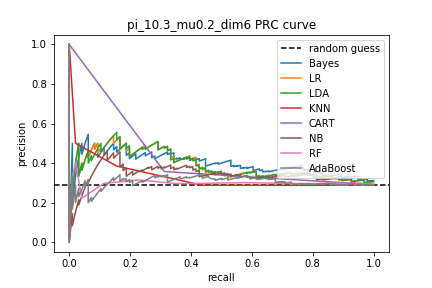 pi_10.3_mu0.2_dim6 PRC curve
1.0
0.8
0.6
0.4
0.2
0.0
precision
random guess
Bayes
LR
LDA
KNN
CART
NB
RF
AdaBoost
0.0 0.2 0.4 0.6 0.8 1.0
recall